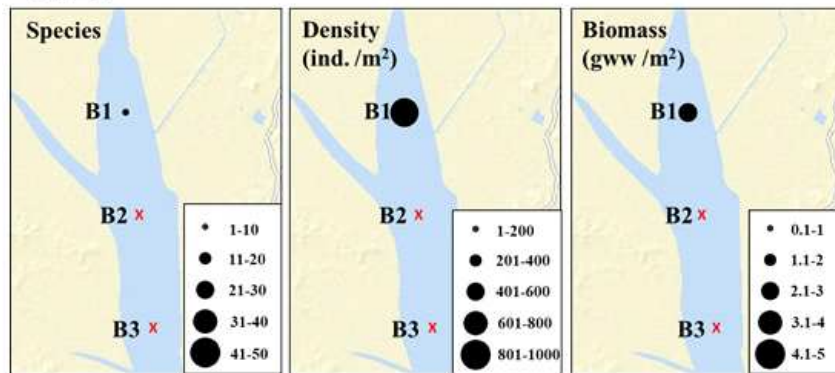 Species
B1
B2 x
B3 x
1-10
11-20
21-30
31-40
41-50
Density
(ind. /m²)
B1
B2 x
B3 x
1-200
201-400
401-600
601-800
801-1000
Biomass
(gww /m²)
B1
B2 x
B3 x
0.1-1
1.1-2
2.1-3
3.1-4
4.1-5